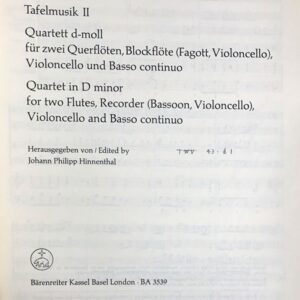 Tafelmusik II
Quartett d-moll
für zwei Querflöten, Blockflöte (Fagott, Violoncello),
Violoncello und Basso continuo
Quartet in D minor
for two Flutes, Recorder (Bassoon, Violoncello),
Violoncello and Basso continuo
Herausgegeben von / Edited by
Johann Philipp Hinnenthal
TWV
Bärenreiter Kassel Basel London · BA 3539